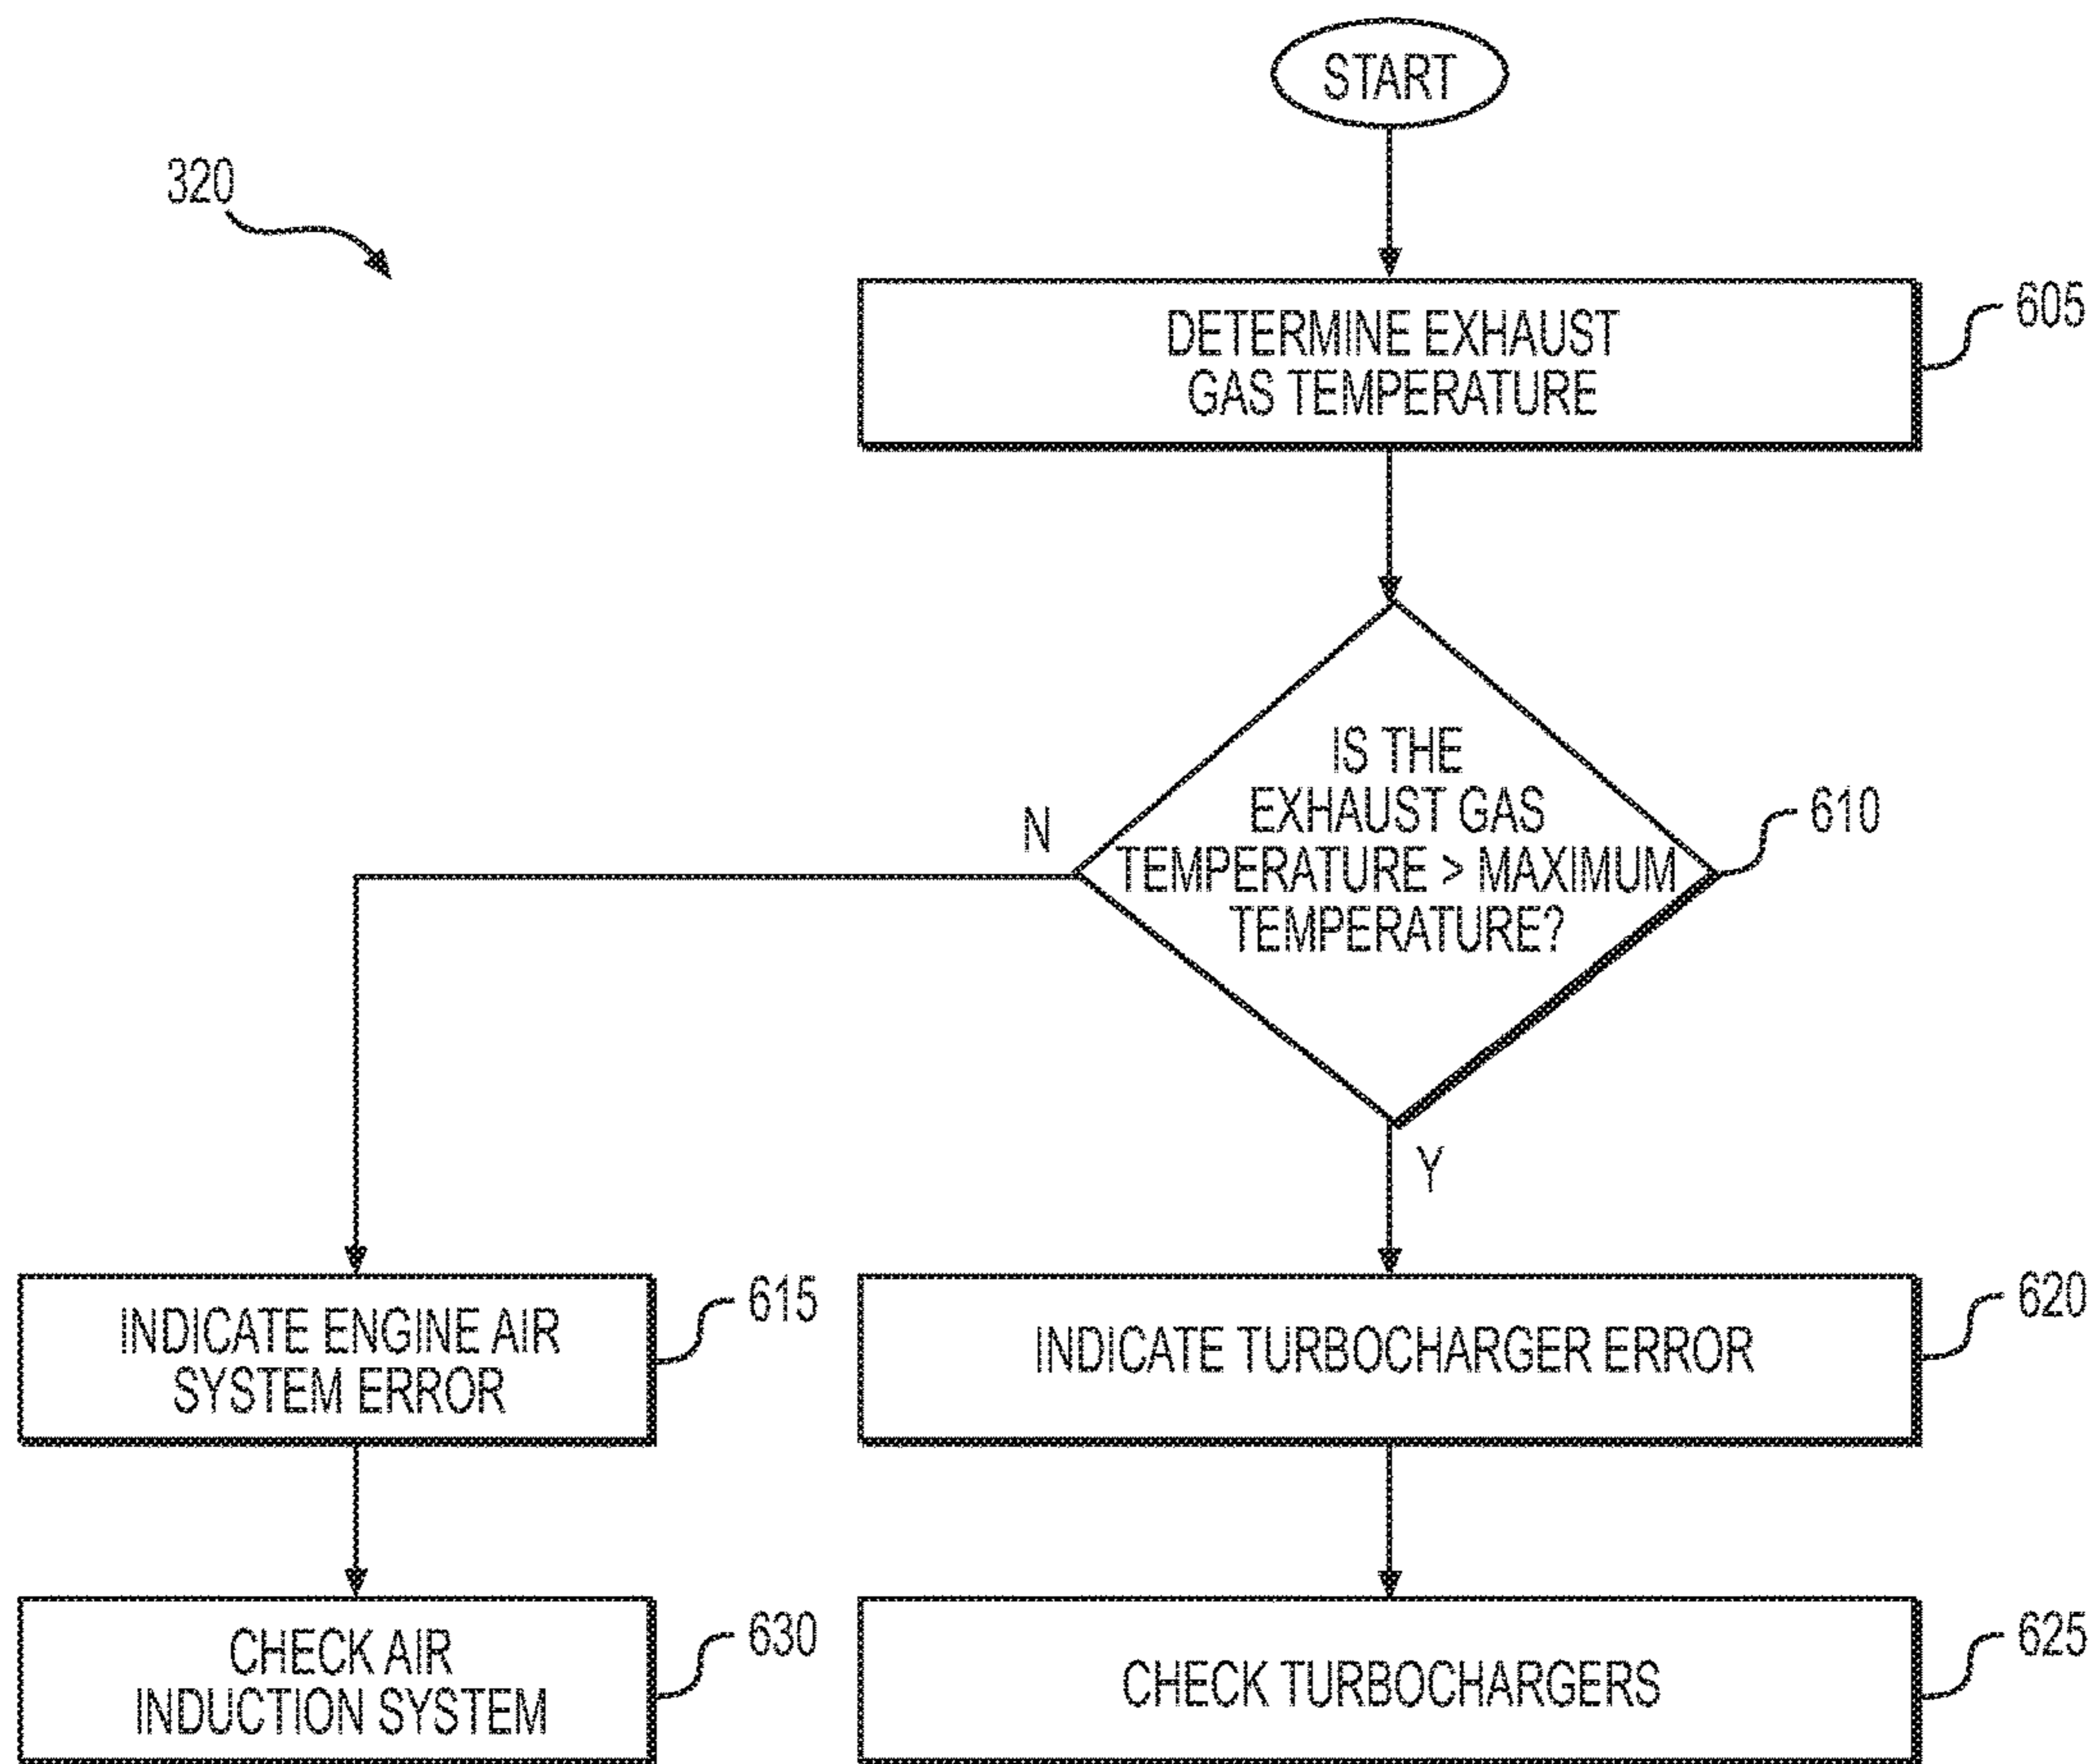 START
320
DETERMINE EXHAUST
GAS TEMPERATURE
605
IS THE
EXHAUST GAS
TEMPERATURE > MAXIMUM
TEMPERATURE?
610
N
Y
INDICATE ENGINE AIR
SYSTEM ERROR
615
INDICATE TURBOCHARGER ERROR
620
CHECK AIR
INDUCTION SYSTEM
630
CHECK TURBOCHARGERS
625